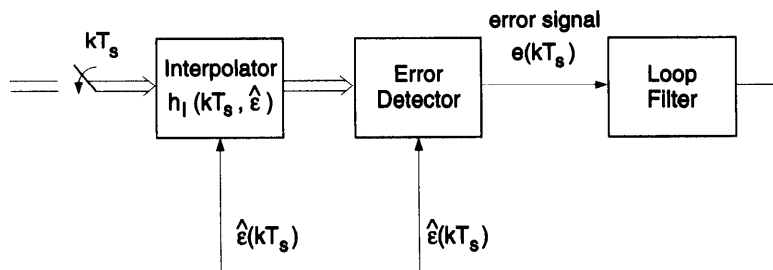 kT_s
Interpolator
h_I (kT_s , ε̂)
Error
Detector
error signal
e(kT_s)
Loop
Filter
ε̂(kT_s)
ε̂(kT_s)